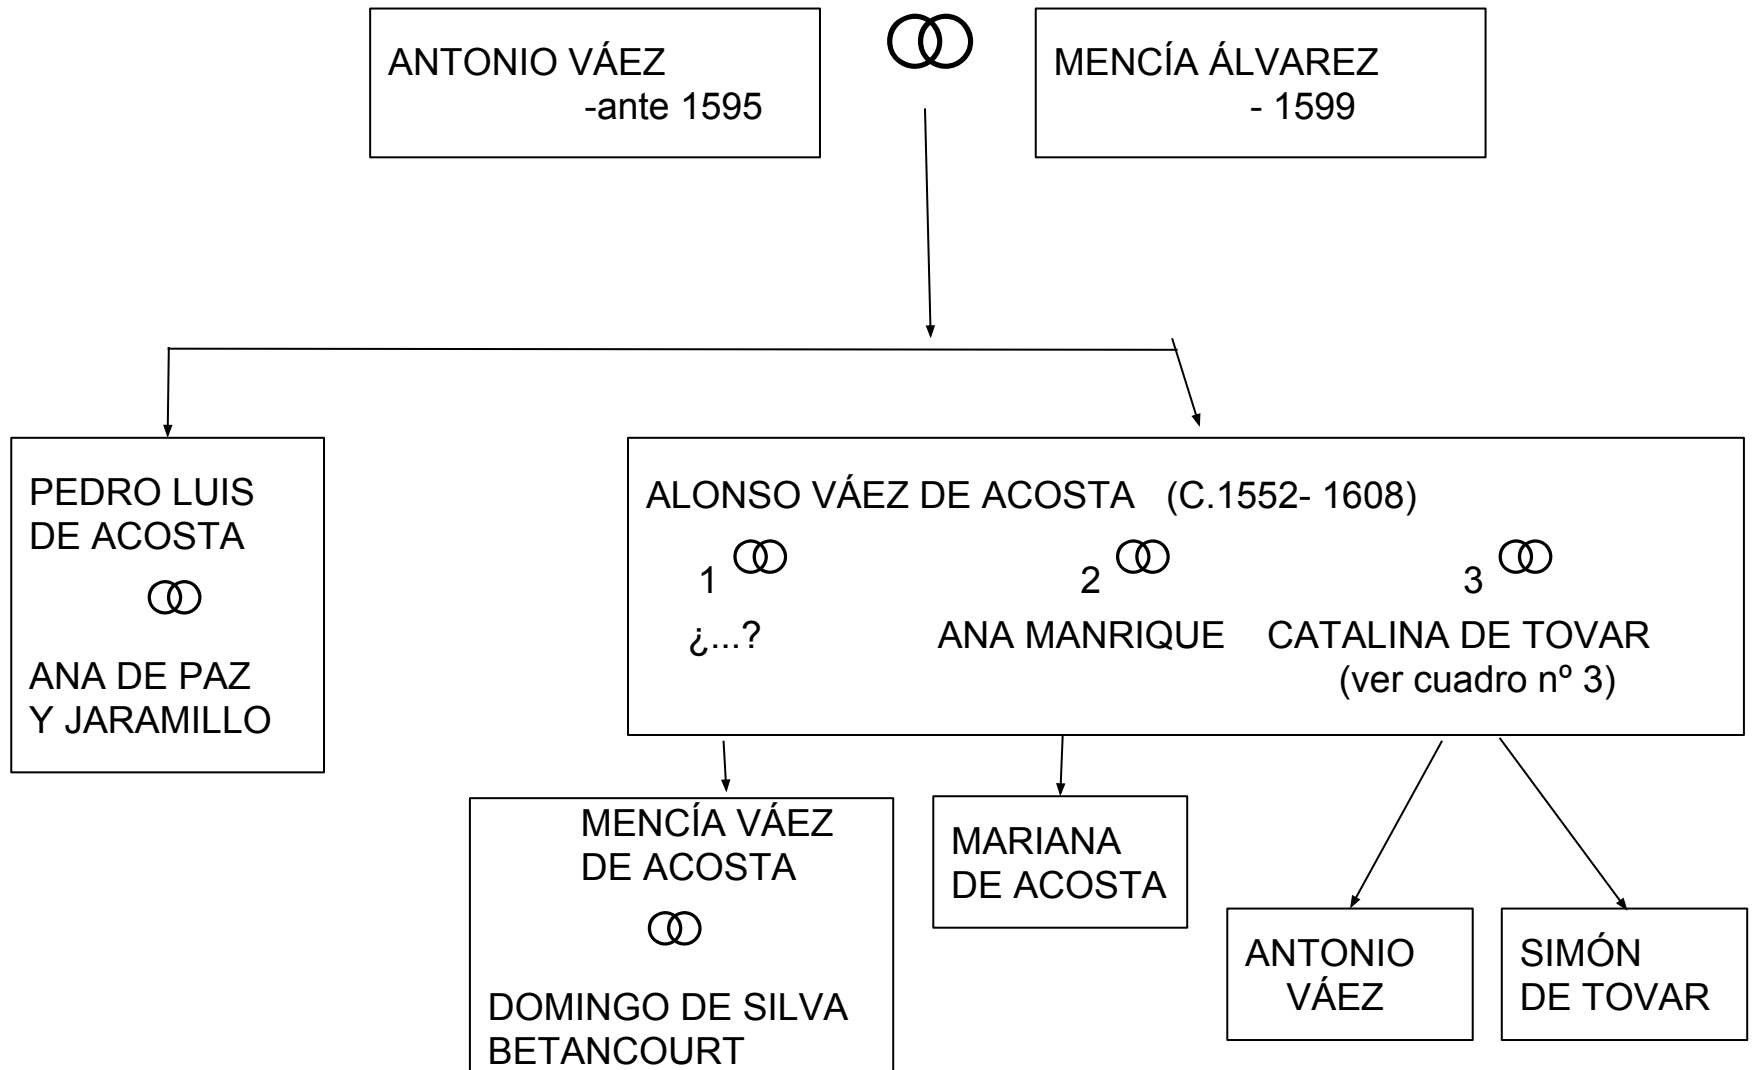 ANTONIO VÁEZ
-ante 1595
MENCÍA ÁLVAREZ
- 1599
PEDRO LUIS
DE ACOSTA
ANA DE PAZ
Y JARAMILLO
ALONSO VÁEZ DE ACOSTA (C.1552- 1608)
1
2
3
¿...?
ANA MANRIQUE
CATALINA DE TOVAR
(ver cuadro nº 3)
MENCÍA VÁEZ
DE ACOSTA
DOMINGO DE SILVA
BETANCOURT
MARIANA
DE ACOSTA
ANTONIO
VÁEZ
SIMÓN
DE TOVAR